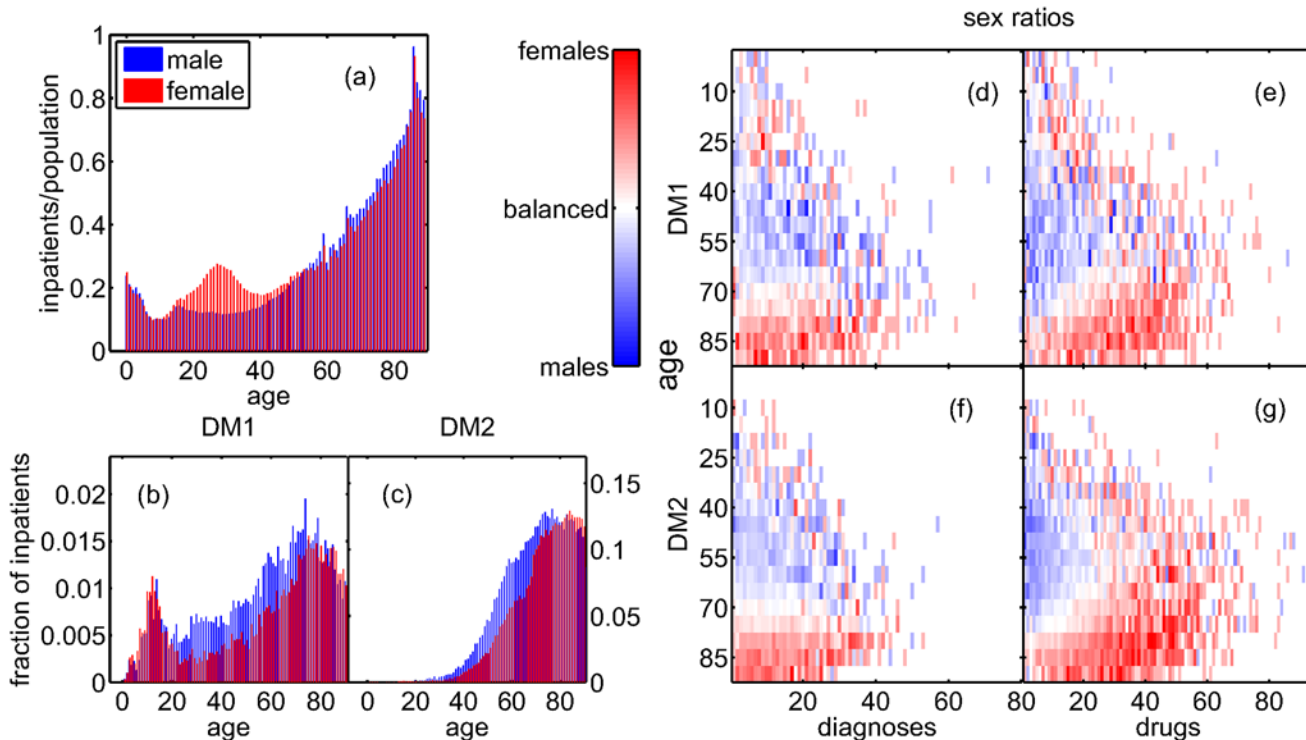 sex ratios
1
0.8
0.6
0.4
0.2
0
inpatients/population
male
female
(a)
0 20 40 60 80
age
females
balanced
males
DM1 DM2
fraction of inpatients
0.02
0.015
0.01
0.005
0
(b)
0 20 40 60 80
age
(c)
0.15
0.1
0.05
0
0 20 40 60 80
age
age
DM1
10
25
40
55
70
85
(d) (e)
DM2
10
25
40
55
70
85
(f) (g)
20 40 60 80
diagnoses
20 40 60 80
drugs